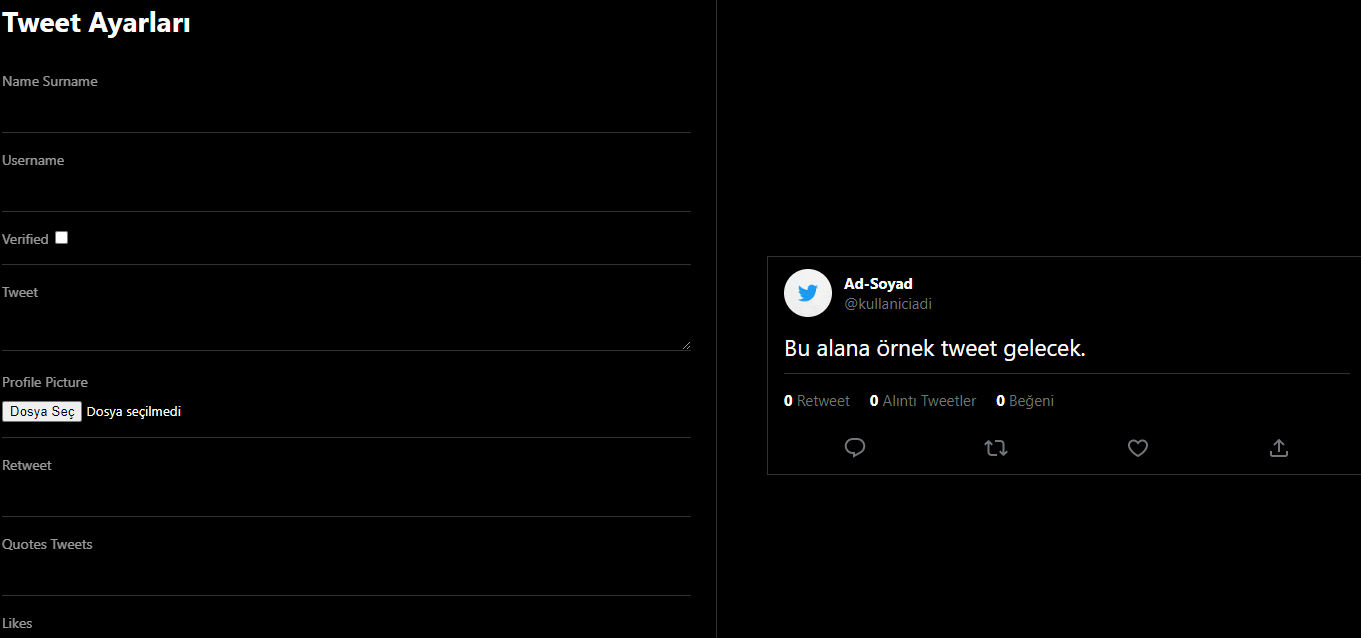 Tweet Ayarları
Name Surname
Username
Verified
Tweet
Profile Picture
Dosya Seç Dosya seçilmedi
Retweet
Quotes Tweets
Likes
Ad-Soyad
@kullaniciadi
Bu alana örnek tweet gelecek.
0 Retweet 0 Alıntı Tweetler 0 Beğeni